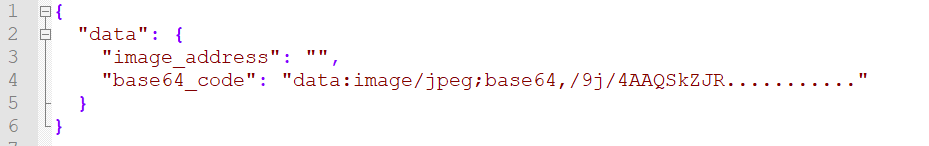 1 {
2 "data": {
3 "image_address": "",
4 "base64_code": "data:image/jpeg;base64,/9j/4AAQSkZJR..........."
5 }
6 }